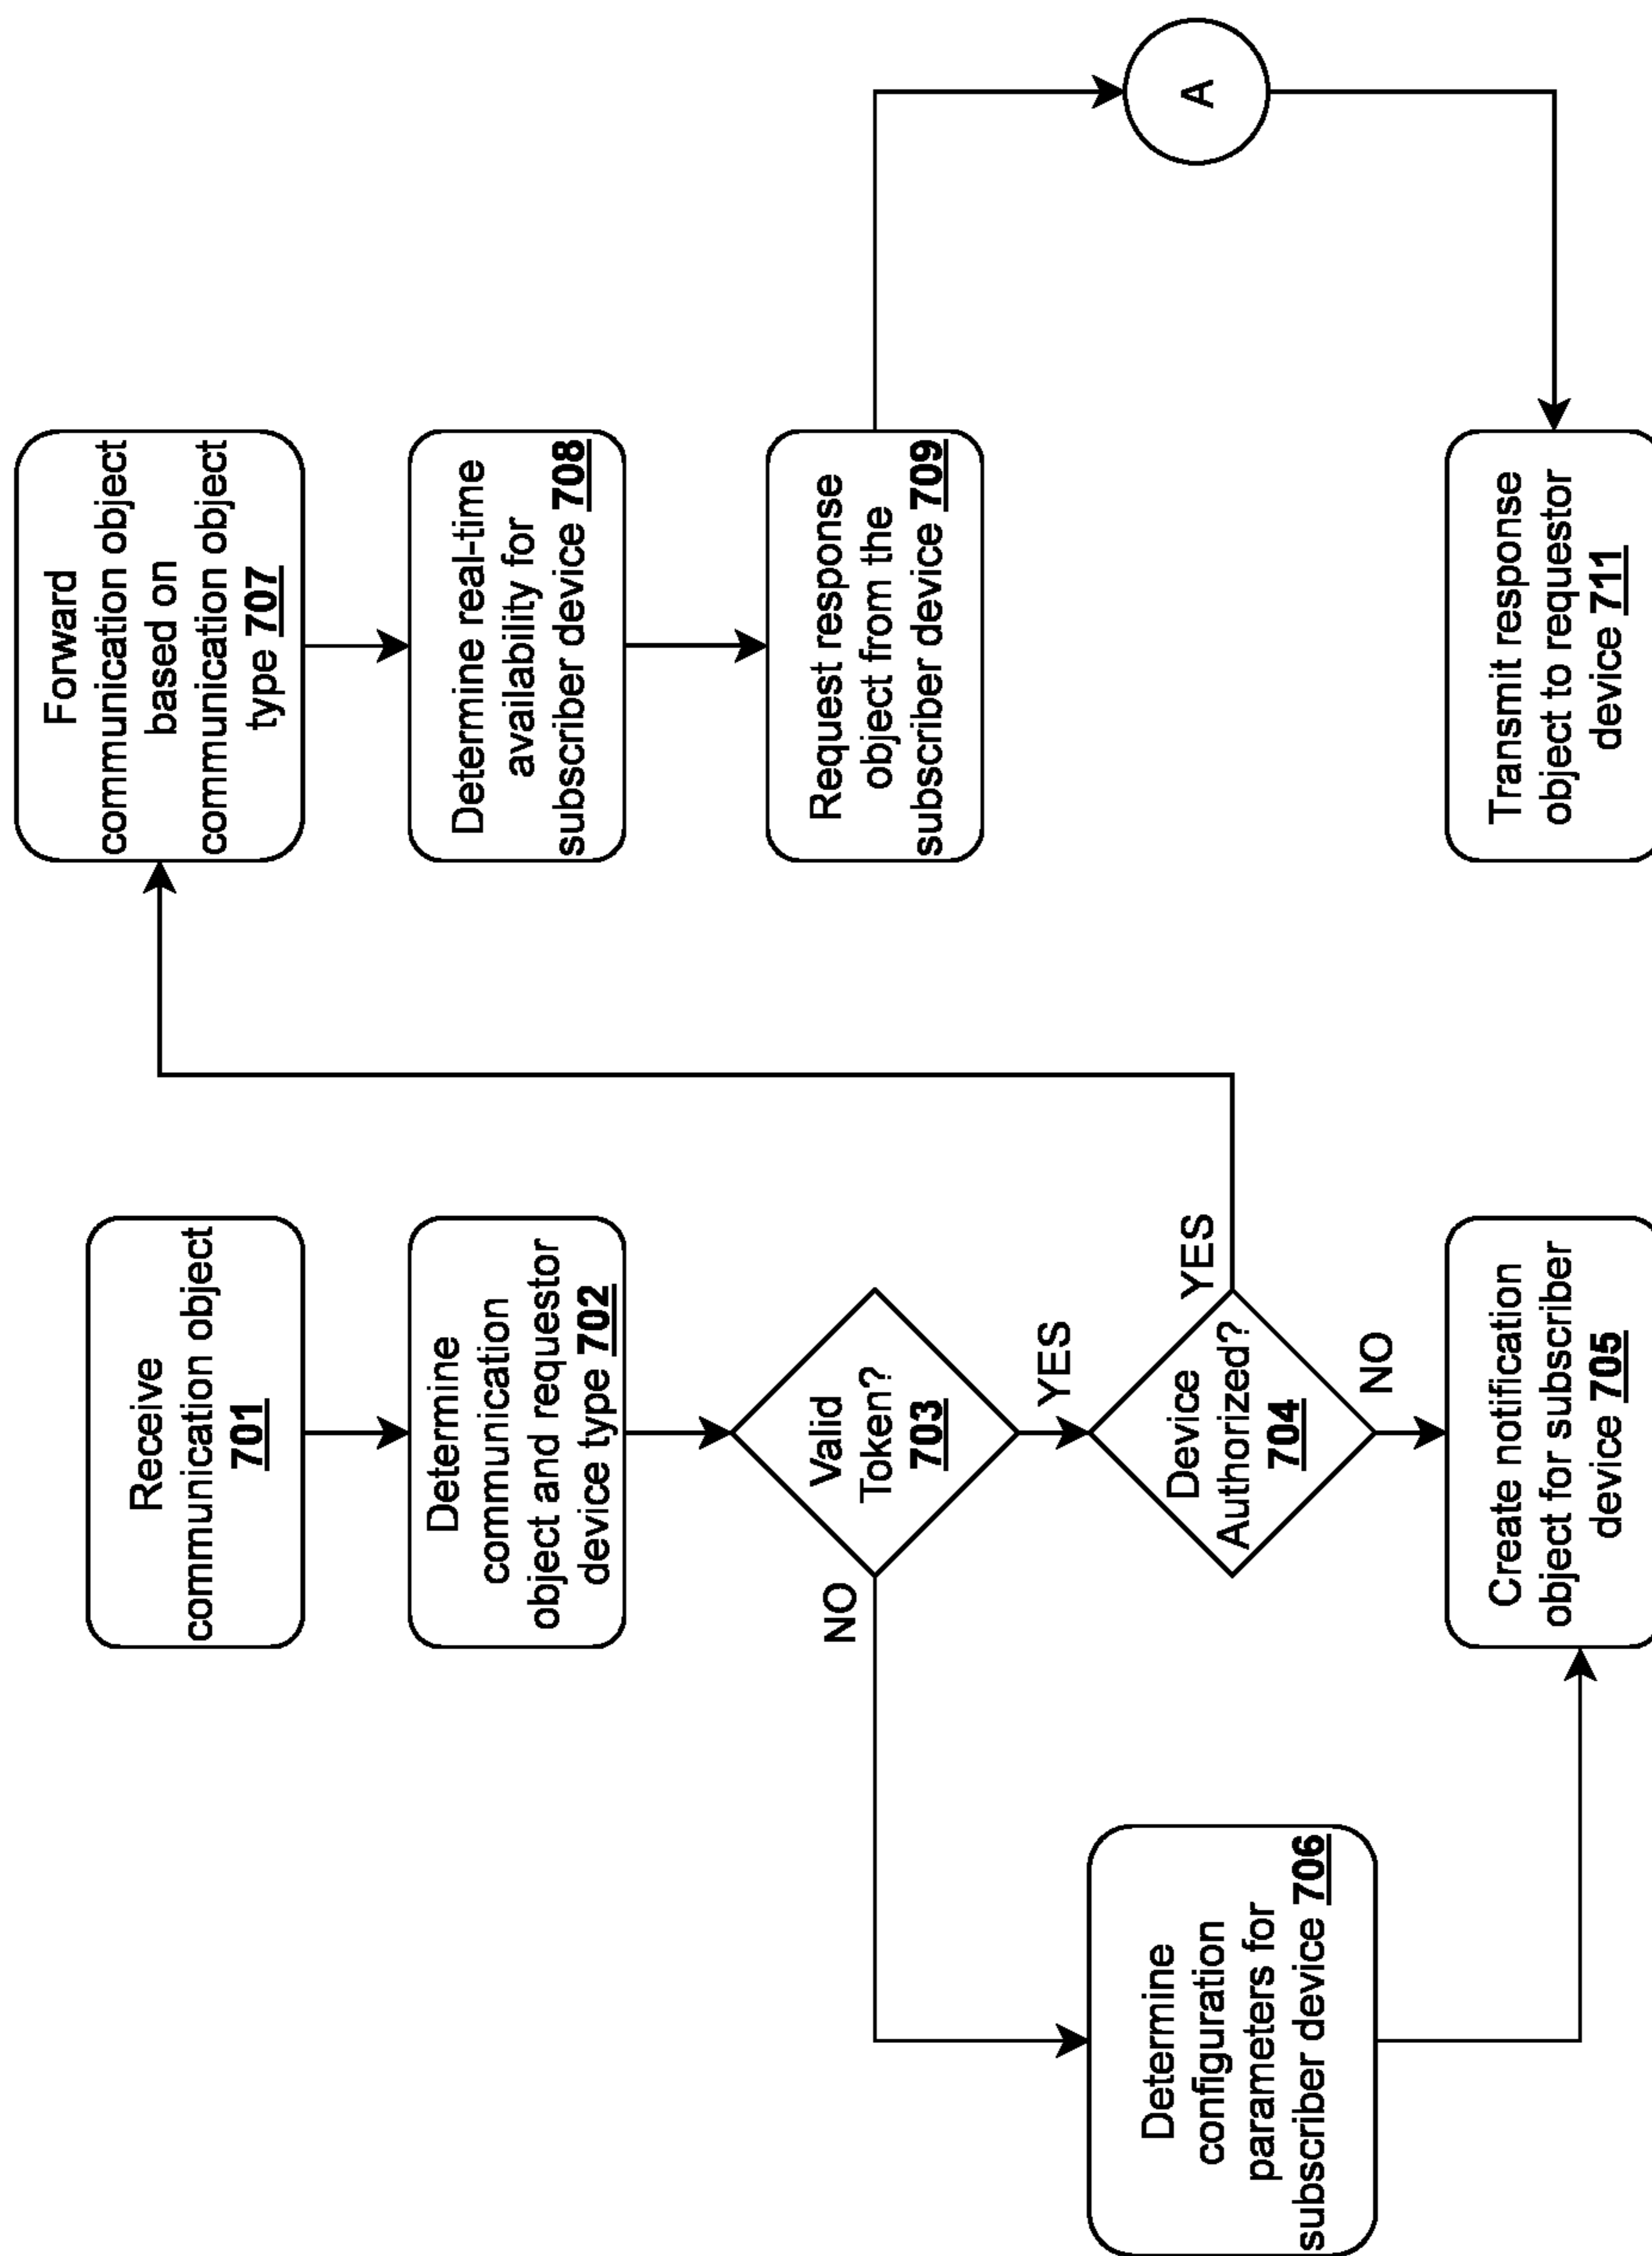 Receive
communication object
701
Determine
communication
object and requestor
device type 702
Valid
Token?
703
NO
YES
Device
Authorized?
704
YES
NO
Determine
configuration
parameters for
subscriber device 706
Create notification
object for subscriber
device 705
Forward
communication object
based on
communication object
type 707
Determine real-time
availability for
subscriber device 708
Request response
object from the
subscriber device 709
A
Transmit response
object to requestor
device 711